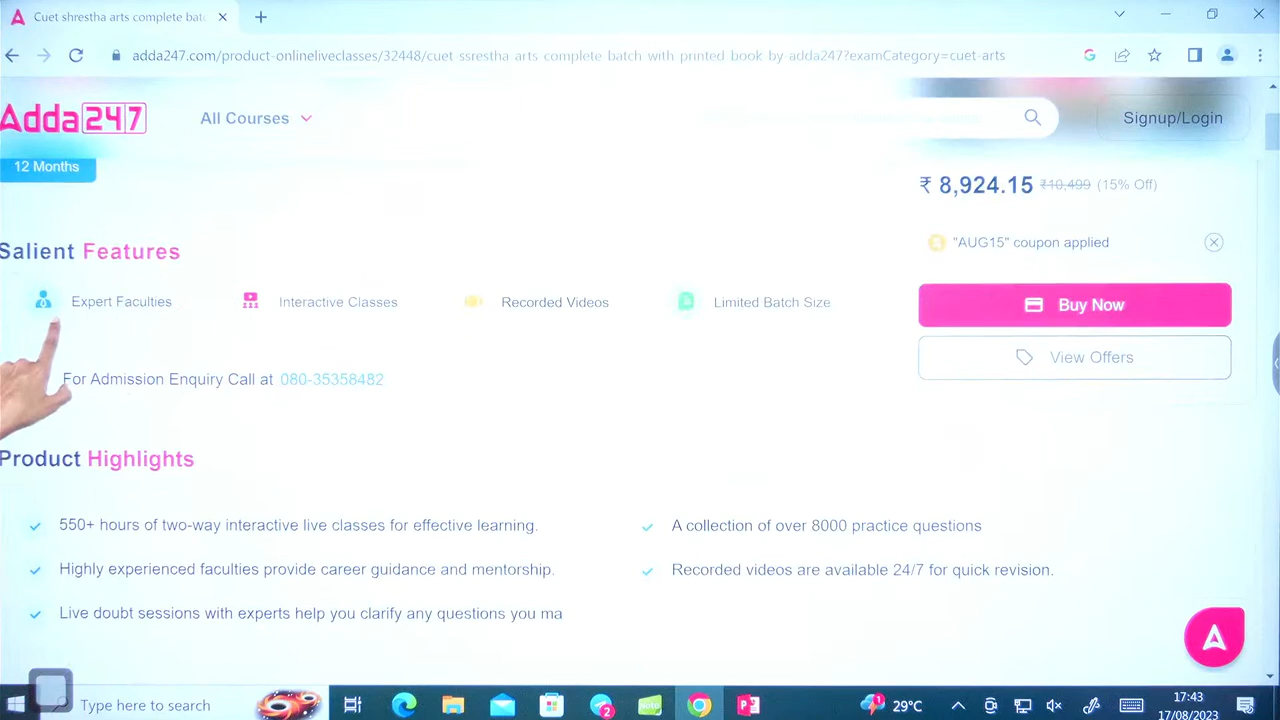 Cuet shrestha arts complete bat
adda247.com/product-onlineliveclasses/32448/cuet ssrestha arts complete batch with printed book by adda247?examCategory=cuet-arts
Adda247
All Courses
Signup/Login
12 Months
₹ 8,924.15 ₹10,499 (15% Off)
"AUG15" coupon applied
Salient Features
Expert Faculties
Interactive Classes
Recorded Videos
Limited Batch Size
Buy Now
View Offers
For Admission Enquiry Call at 080-35358482
Product Highlights
550+ hours of two-way interactive live classes for effective learning.
A collection of over 8000 practice questions
Highly experienced faculties provide career guidance and mentorship.
Recorded videos are available 24/7 for quick revision.
Live doubt sessions with experts help you clarify any questions you ma
Type here to search
2
1
29°C
17:43
17/08/2023